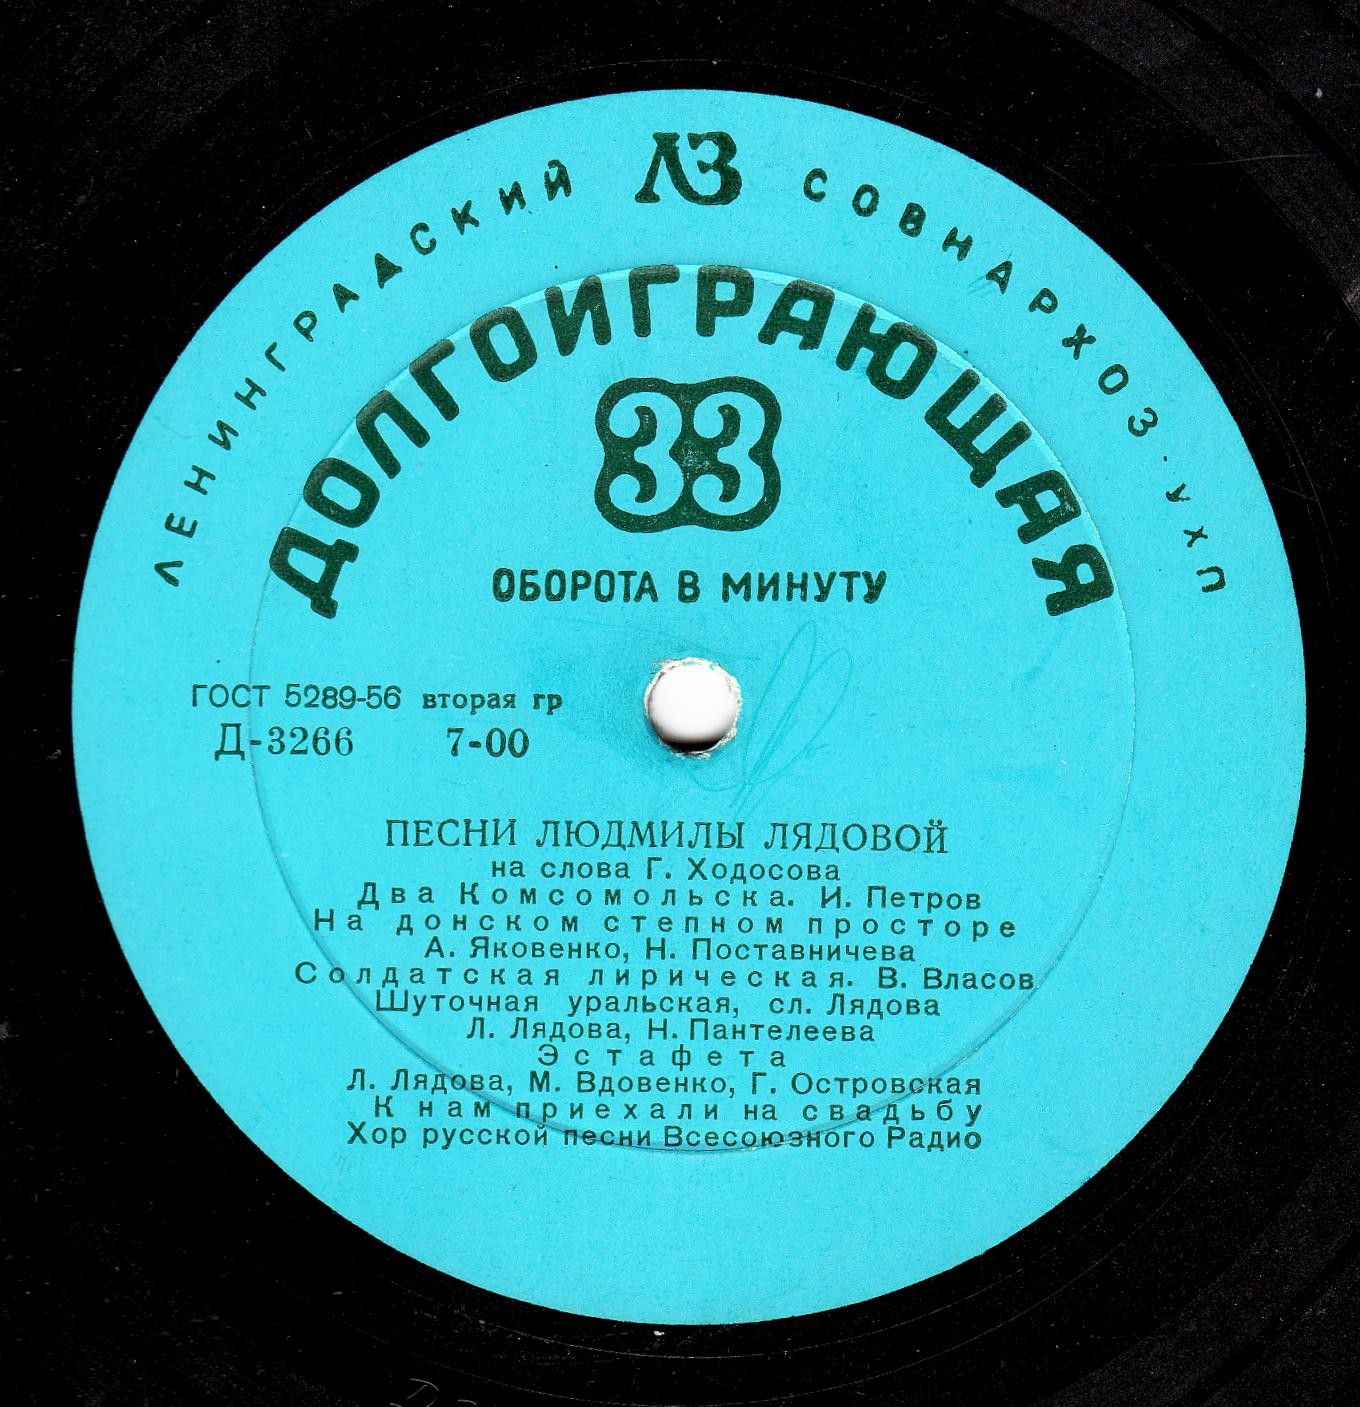 ЛЕНИНГРАДСКИЙ ЛЗ СОВНАРХОЗ · УХП
ДОЛГОИГРАЮЩАЯ
33
ОБОРОТА В МИНУТУ
ГОСТ 5289-56 вторая гр
Д-3266 7-00
ПЕСНИ ЛЮДМИЛЫ ЛЯДОВОЙ
на слова Г. Ходосова
Два Комсомольска. И. Петров
На донском степном просторе
А. Яковенко, Н. Поставничева
Солдатская лирическая. В. Власов
Шуточная уральская, сл. Лядова
Л. Лядова, Н. Пантелеева
Эстафета
Л. Лядова, М. Вдовенко, Г. Островская
К нам приехали на свадьбу
Хор русской песни Всесоюзного Радио